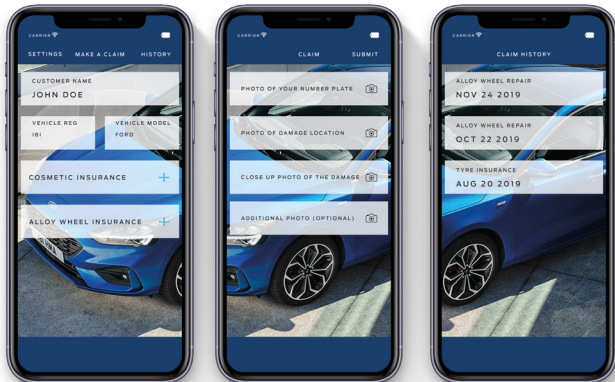 CARRIER
SETTINGS MAKE A CLAIM HISTORY
CUSTOMER NAME
JOHN DOE
VEHICLE REG
181
VEHICLE MODEL
FORD
COSMETIC INSURANCE +
ALLOY WHEEL INSURANCE +
CARRIER
CLAIM SUBMIT
PHOTO OF YOUR NUMBER PLATE
PHOTO OF DAMAGE LOCATION
CLOSE UP PHOTO OF THE DAMAGE
ADDITIONAL PHOTO (OPTIONAL)
CARRIER
CLAIM HISTORY
ALLOY WHEEL REPAIR
NOV 24 2019
ALLOY WHEEL REPAIR
OCT 22 2019
TYRE INSURANCE
AUG 20 2019